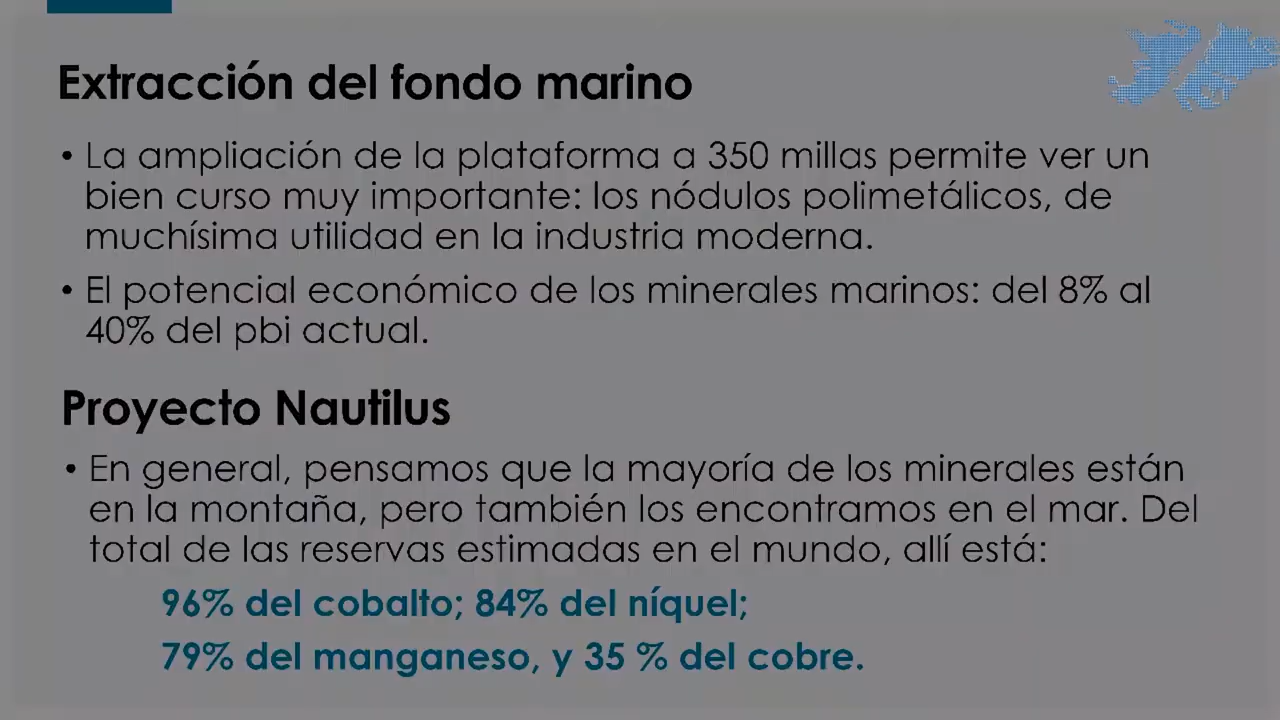 Extracción del fondo marino
• La ampliación de la plataforma a 350 millas permite ver un
bien curso muy importante: los nódulos polimetálicos, de
muchísima utilidad en la industria moderna.
• El potencial económico de los minerales marinos: del 8% al
40% del pbi actual.
Proyecto Nautilus
• En general, pensamos que la mayoría de los minerales están
en la montaña, pero también los encontramos en el mar. Del
total de las reservas estimadas en el mundo, allí está:
96% del cobalto; 84% del níquel;
79% del manganeso, y 35 % del cobre.